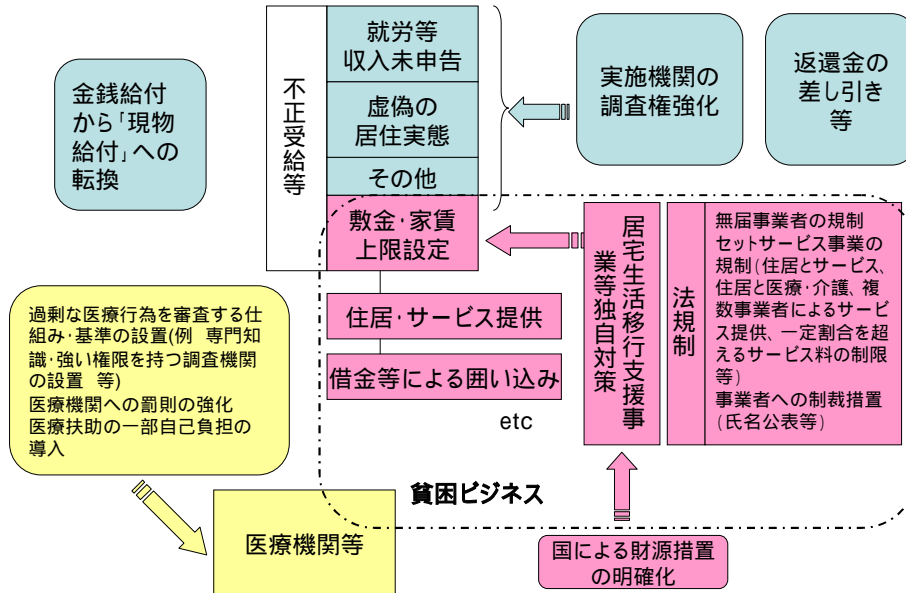 金銭給付
から「現物
給付」への
転換
不正受給等
就労等
収入未申告
虚偽の
居住実態
その他
敷金・家賃
上限設定
実施機関の
調査権強化
返還金の
差し引き
等
住居・サービス提供
借金等による囲い込み
etc
居宅生活移行支援事
業等独自対策
法規制
無届事業者の規制
セットサービス事業の
規制(住居とサービス、
住居と医療・介護、複
数事業者によるサービ
ス提供、一定割合を超
えるサービス料の制限
等)
事業者への制裁措置
(氏名公表等)
過剰な医療行為を審査する仕
組み・基準の設置(例　専門知
識・強い権限を持つ調査機関
の設置　等)
医療機関への罰則の強化
医療扶助の一部自己負担の
導入
貧困ビジネス
医療機関等
国による財源措置
の明確化